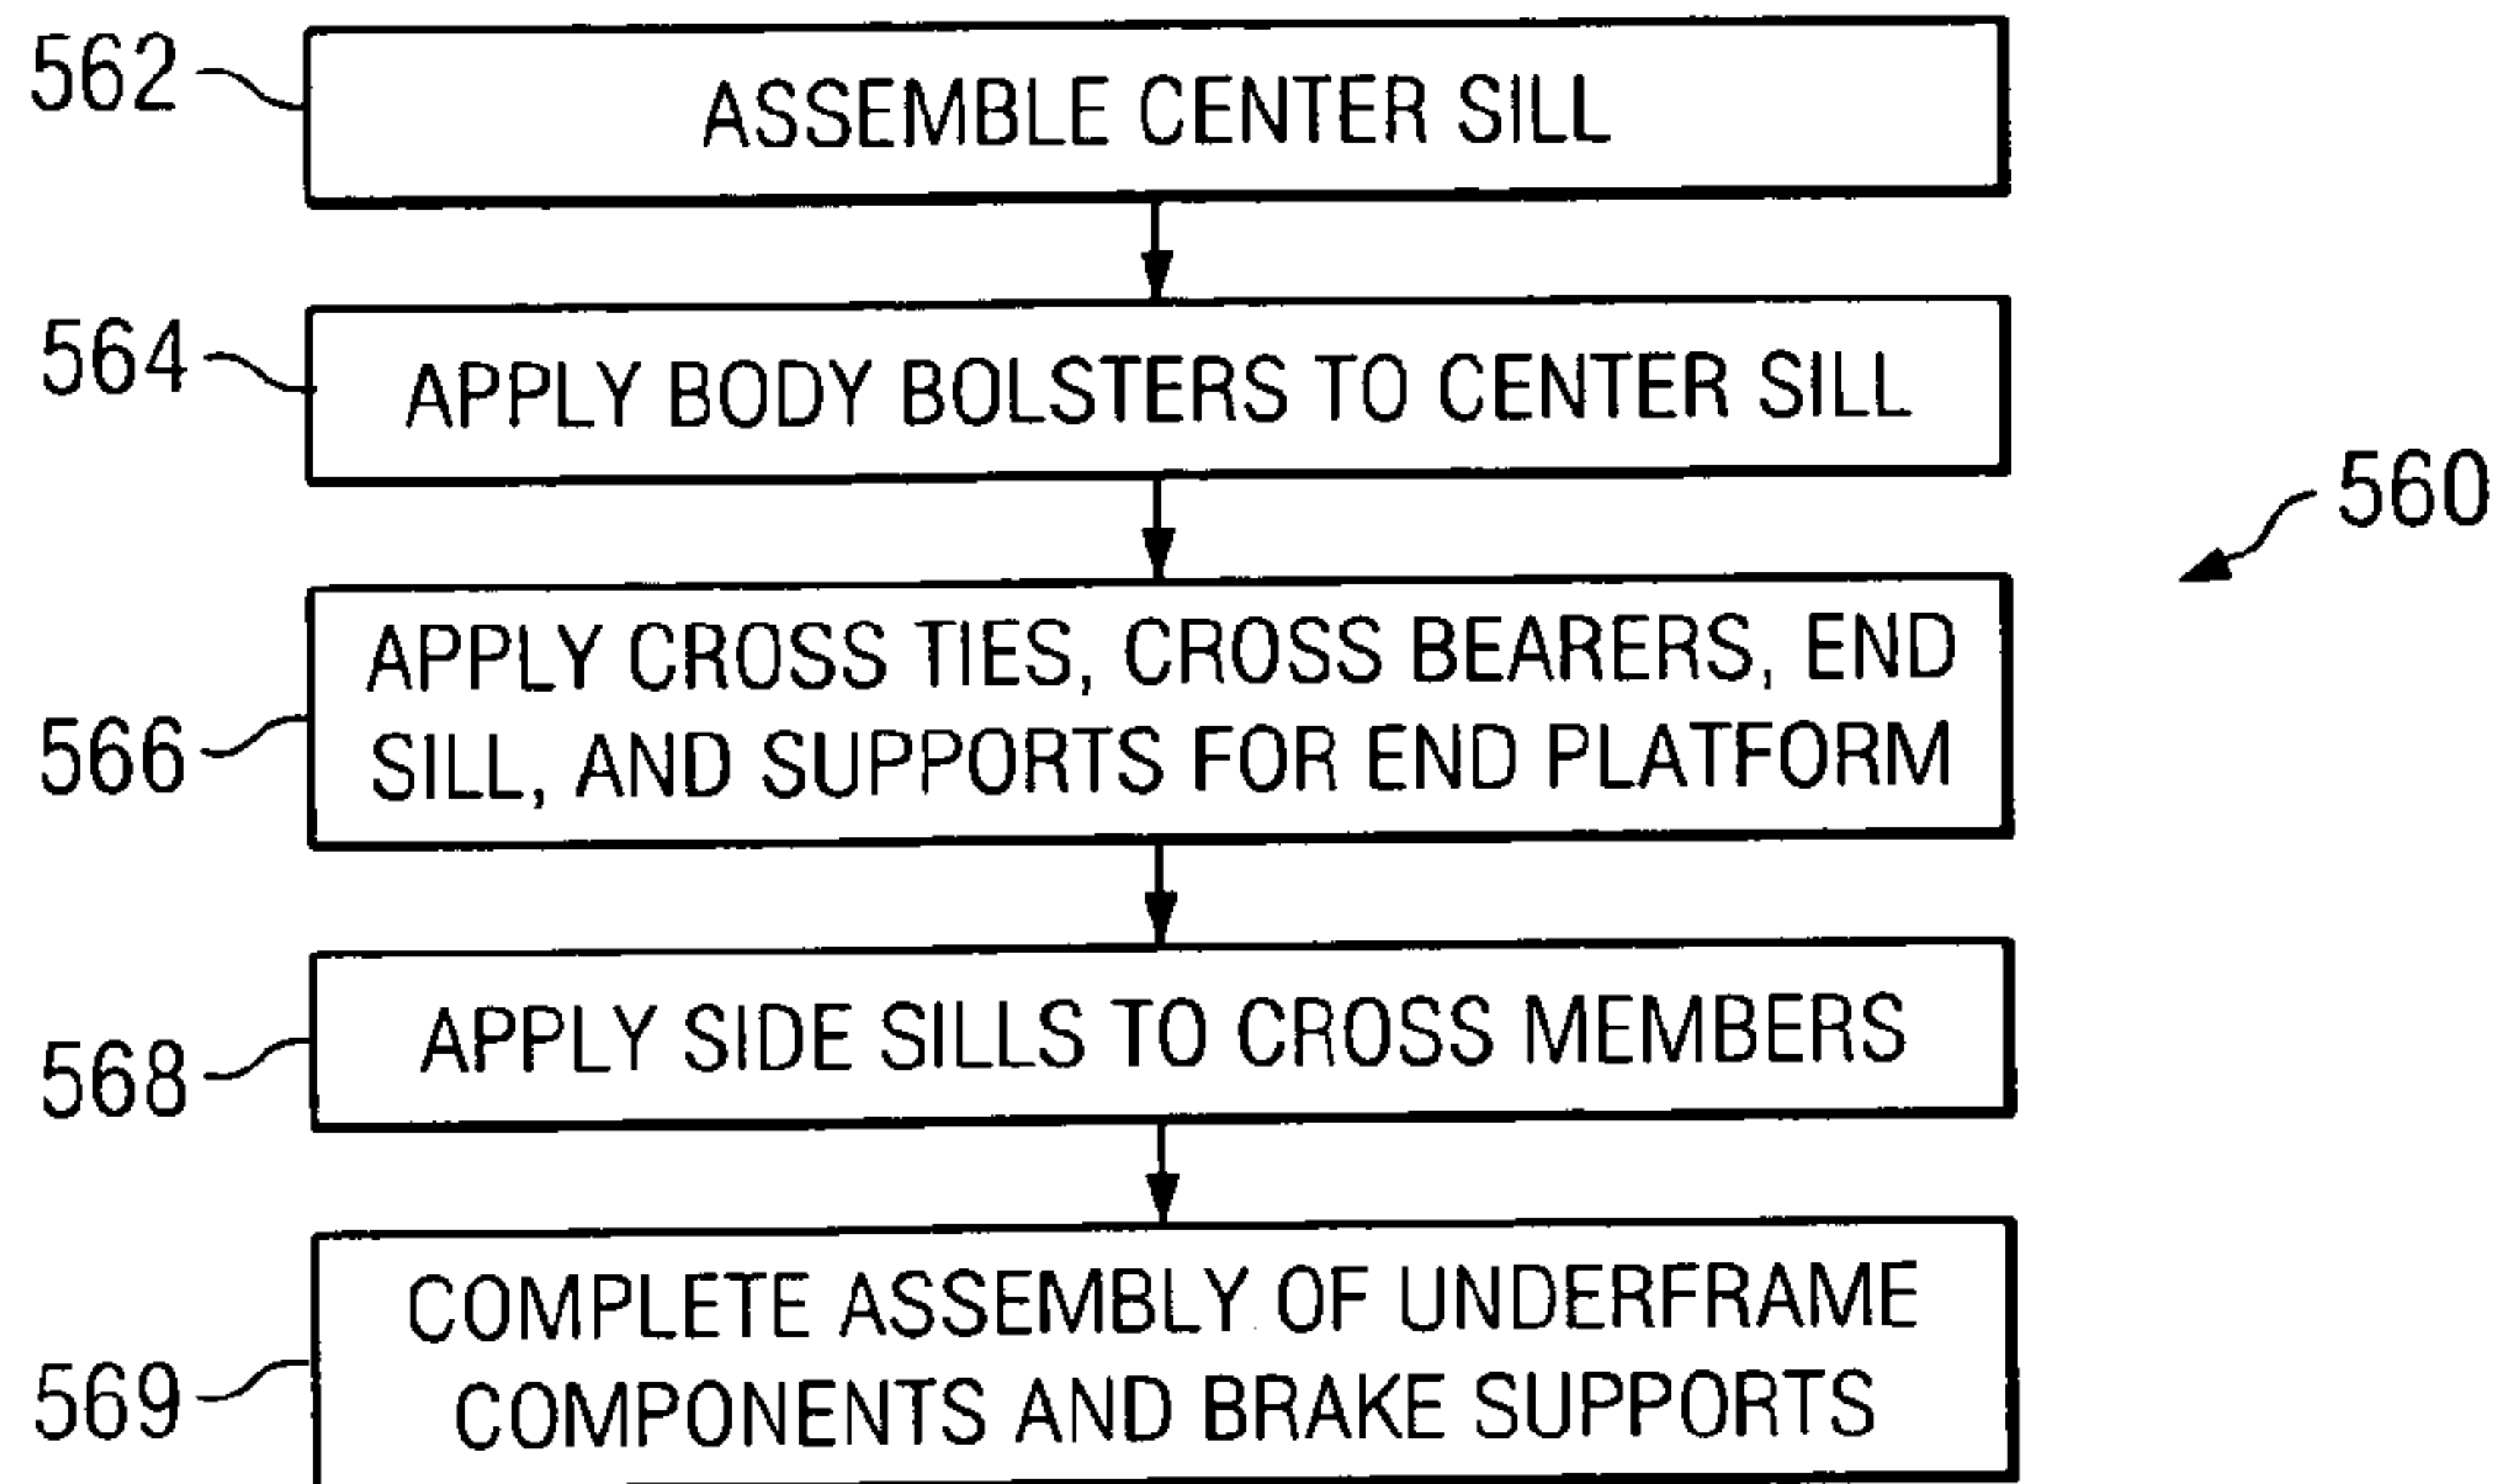 562
ASSEMBLE CENTER SILL
564
APPLY BODY BOLSTERS TO CENTER SILL
560
APPLY CROSS TIES, CROSS BEARERS, END
SILL, AND SUPPORTS FOR END PLATFORM
566
APPLY SIDE SILLS TO CROSS MEMBERS
568
COMPLETE ASSEMBLY OF UNDERFRAME
COMPONENTS AND BRAKE SUPPORTS
569